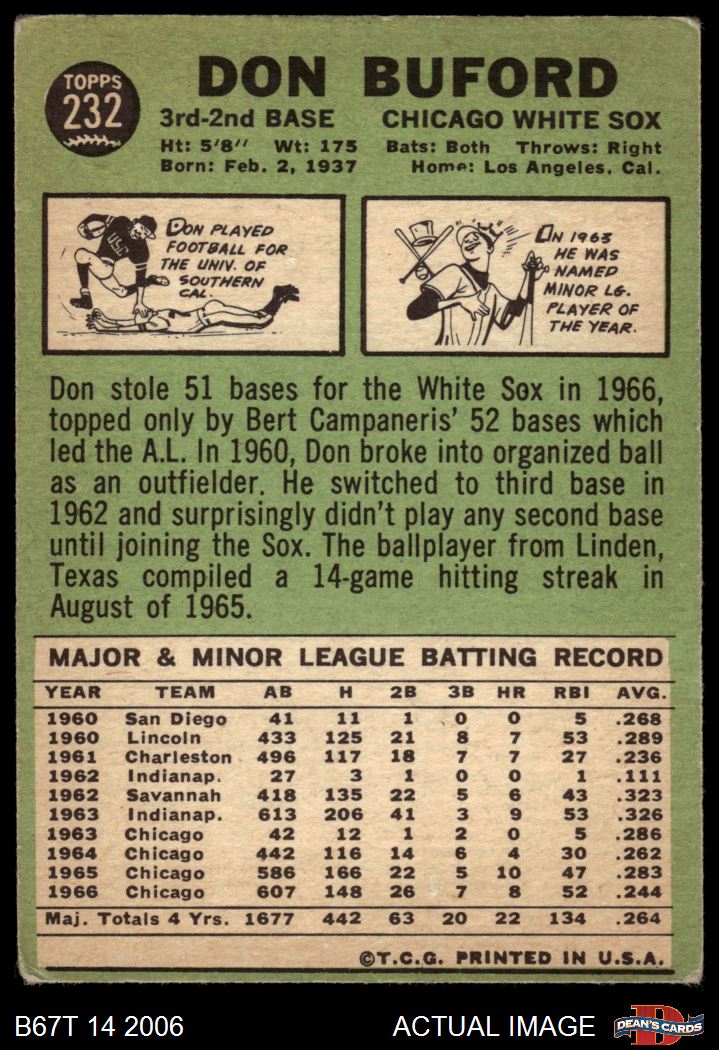 TOPPS
232
DON BUFORD
3rd-2nd BASE CHICAGO WHITE SOX
Ht: 5'8" Wt: 175 Bats: Both Throws: Right
Born: Feb. 2, 1937 Home: Los Angeles, Cal.
DON PLAYED
FOOTBALL FOR
THE UNIV. OF
SOUTHERN
CAL.
USC
IN 1963
HE WAS
NAMED
MINOR LG.
PLAYER OF
THE YEAR.
Don stole 51 bases for the White Sox in 1966,
topped only by Bert Campaneris' 52 bases which
led the A.L. In 1960, Don broke into organized ball
as an outfielder. He switched to third base in
1962 and surprisingly didn't play any second base
until joining the Sox. The ballplayer from Linden,
Texas compiled a 14-game hitting streak in
August of 1965.
MAJOR & MINOR LEAGUE BATTING RECORD
YEAR TEAM AB H 2B 3B HR RBI AVG.
1960 San Diego 41 11 1 0 0 5 .268
1960 Lincoln 433 125 21 8 7 53 .289
1961 Charleston 496 117 18 7 7 27 .236
1962 Indianap. 27 3 1 0 0 1 .111
1962 Savannah 418 135 22 5 6 43 .323
1963 Indianap. 613 206 41 3 9 53 .326
1963 Chicago 42 12 1 2 0 5 .286
1964 Chicago 442 116 14 6 4 30 .262
1965 Chicago 586 166 22 5 10 47 .283
1966 Chicago 607 148 26 7 8 52 .244
Maj. Totals 4 Yrs. 1677 442 63 20 22 134 .264
©T.C.G. PRINTED IN U.S.A.
B67T 14 2006 ACTUAL IMAGE
DEAN'S CARDS